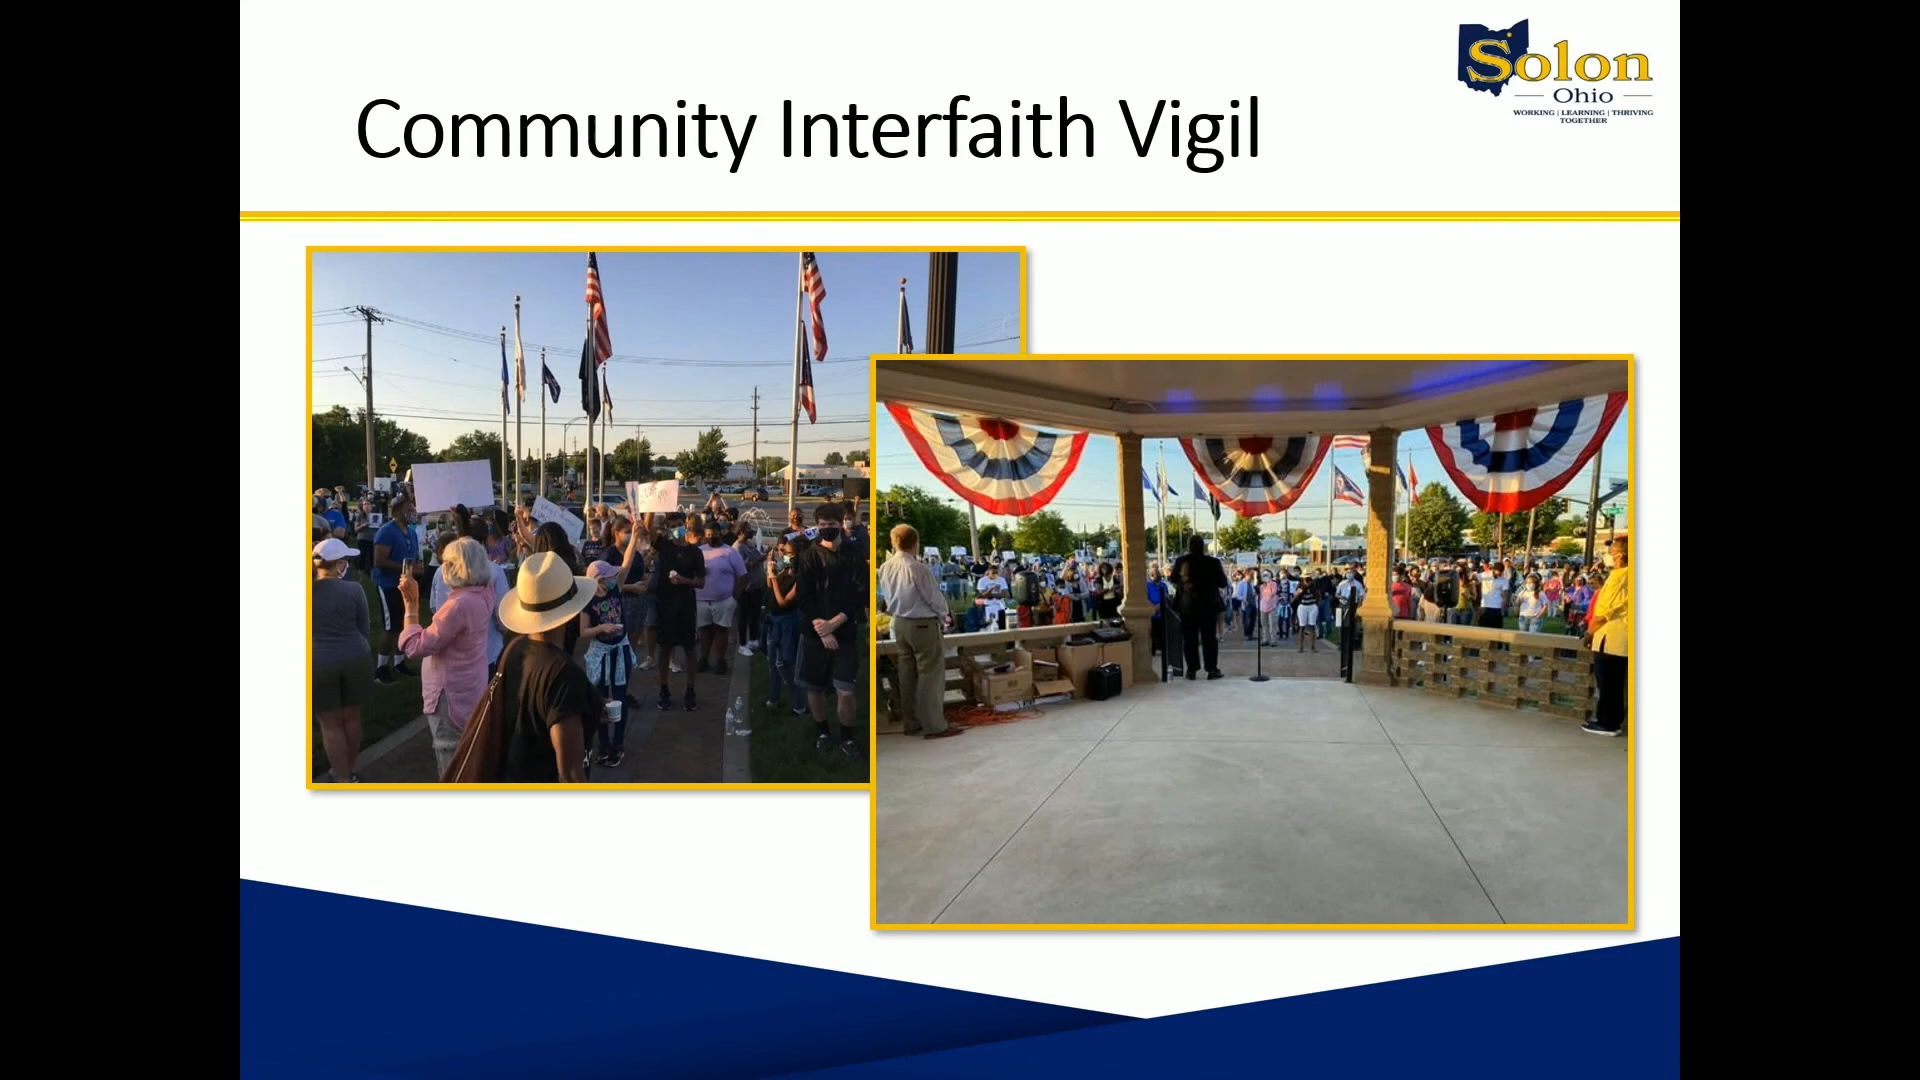 Community Interfaith Vigil
Solon
Ohio
WORKING | LEARNING | THRIVING
TOGETHER